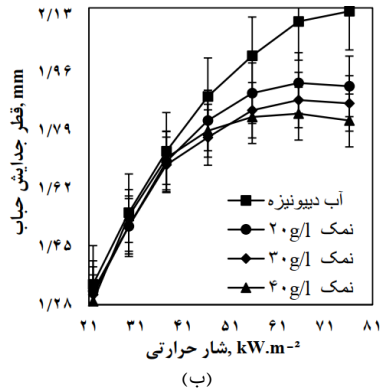 ۲/۱۳
۱/۹۶
۱/۷۹
۱/۶۲
۱/۴۵
۱/۲۸
قطر جدایش حباب, mm
آب دییونیزه
نمک ۲۰g/l
نمک ۳۰g/l
نمک ۴۰g/l
۲۱ ۳۱ ۴۱ ۵۱ ۶۱ ۷۱ ۸۱
شار حرارتی, kW.m-²
(ب)